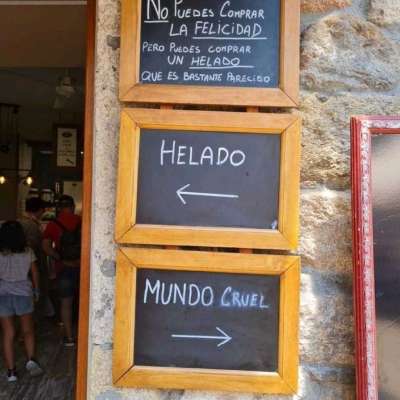 No Puedes Comprar
La FELICIDAD
Pero Puedes comprar
UN HELADO
QUE ES BASTANTE PARECIDO
HELADO
←
MUNDO CRUEL
→